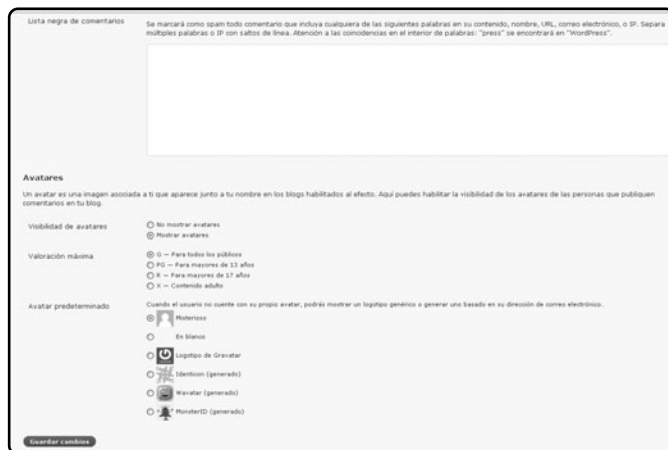 Lista negra de comentarios
Se marcará como spam todo comentario que incluya cualquiera de las siguientes palabras en su contenido, nombre, URL, correo electrónico, o IP. Separa
múltiples palabras o IP con saltos de línea. Atención a las coincidencias en el interior de palabras: "press" se encontrará en "WordPress".
Avatares
Un avatar es una imagen asociada a ti que aparece junto a tu nombre en los blogs habilitados al efecto. Aquí puedes habilitar la visibilidad de los avatares de las personas que publiquen
comentarios en tu blog.
Visibilidad de avatares
No mostrar avatares
Mostrar avatares
Valoración máxima
G — Para todos los públicos
PG — Para mayores de 13 años
R — Para mayores de 17 años
X — Contenido adulto
Avatar predeterminado
Cuando el usuario no cuente con su propio avatar, podrás mostrar un logotipo genérico o generar uno basado en su dirección de correo electrónico.
Misterioso
En blanco
Logotipo de Gravatar
Identicon (generado)
Wavatar (generado)
MonsterID (generado)
Guardar cambios